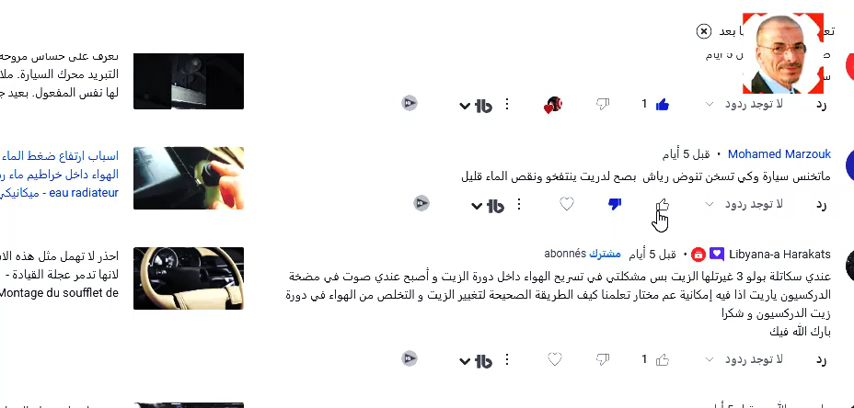 ا بعد
تعرف على حساس مروحة
قبل 5 أيام
التبريد محرك السيارة. ملا
لها نفس المفعول. بعيد ج
رد
لا توجد ردود
1
اسباب ارتفاع ضغط الماء
الهواء داخل خراطيم ماء رد
eau radiateur - ميكانيكي
Mohamed Marzouk • قبل 5 أيام
ماتخنس سيارة وكي تسخن تنوض رياش بصح لدريت ينتفخو ونقص الماء قليل
رد
لا توجد ردود
احذر لا تهمل مثل هذه الا
لانها تدمر عجلة القيادة -
Montage du soufflet de
Libyana-a Harakats • قبل 5 أيام مشترك abonnés
عندي سكاتلة بولو 3 غيرتلها الزيت بس مشكلتي في تسريح الهواء داخل دورة الزيت و أصبح عندي صوت في مضخة
الدركسيون ياريت اذا فيه إمكانية عم مختار تعلمنا كيف الطريقة الصحيحة لتغيير الزيت و التخلص من الهواء في دورة
زيت الدركسيون و شكرا
بارك الله فيك
رد
لا توجد ردود
1